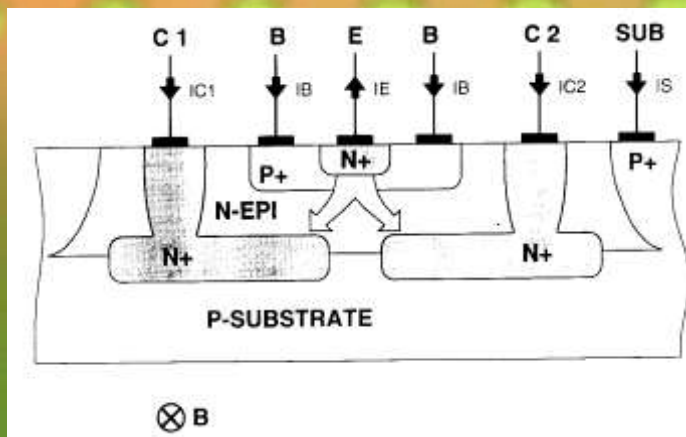 C 1 B E B C 2 SUB
IC1 IB IE IB IC2 IS
P+ N+ P+
N-EPI
N+ N+
P-SUBSTRATE
⊗ B